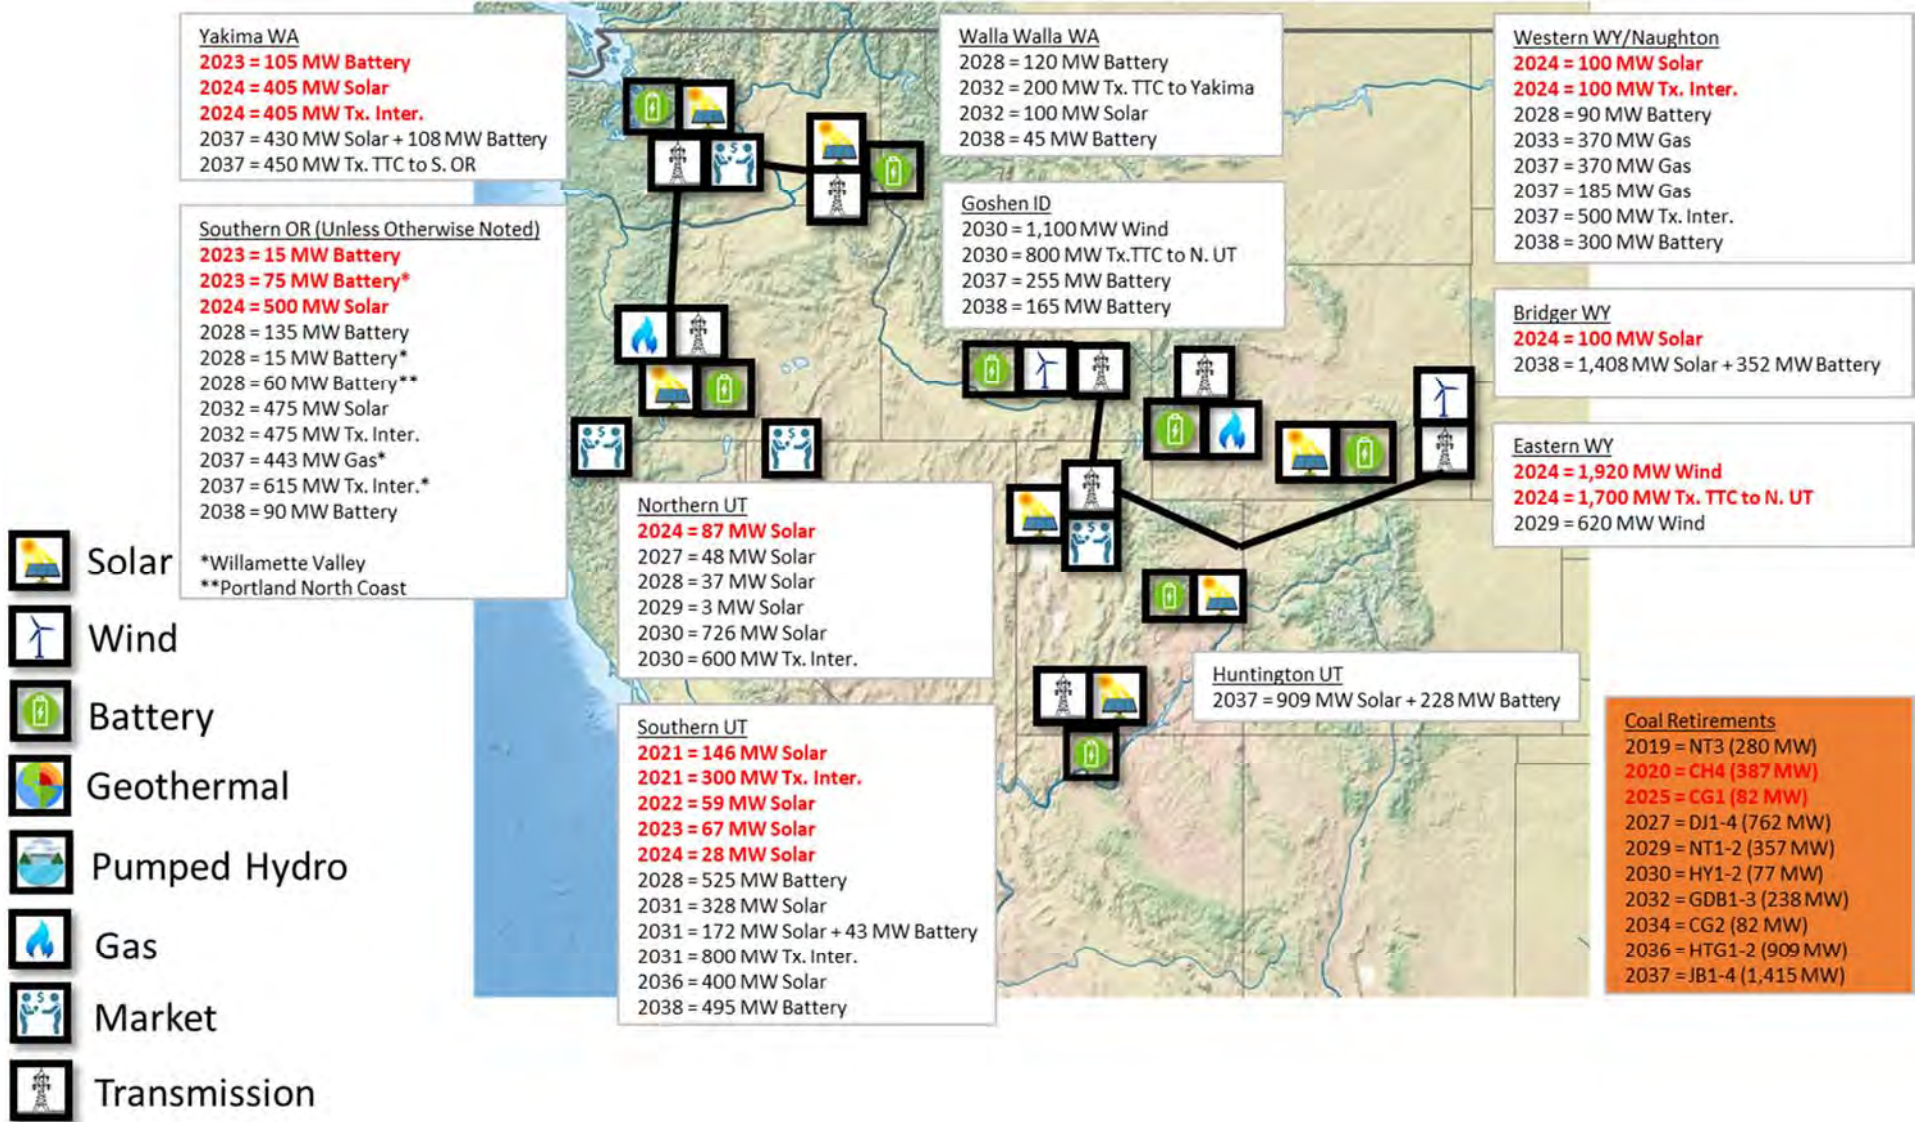 Yakima WA
2023 = 105 MW Battery
2024 = 405 MW Solar
2024 = 405 MW Tx. Inter.
2037 = 430 MW Solar + 108 MW Battery
2037 = 450 MW Tx. TTC to S. OR
Walla Walla WA
2028 = 120 MW Battery
2032 = 200 MW Tx. TTC to Yakima
2032 = 100 MW Solar
2038 = 45 MW Battery
Western WY/Naughton
2024 = 100 MW Solar
2024 = 100 MW Tx. Inter.
2028 = 90 MW Battery
2033 = 370 MW Gas
2037 = 370 MW Gas
2037 = 185 MW Gas
2037 = 500 MW Tx. Inter.
2038 = 300 MW Battery
Southern OR (Unless Otherwise Noted)
2023 = 15 MW Battery
2023 = 75 MW Battery*
2024 = 500 MW Solar
2028 = 135 MW Battery
2028 = 15 MW Battery*
2028 = 60 MW Battery**
2032 = 475 MW Solar
2032 = 475 MW Tx. Inter.
2037 = 443 MW Gas*
2037 = 615 MW Tx. Inter.*
2038 = 90 MW Battery
*Willamette Valley
**Portland North Coast
Goshen ID
2030 = 1,100 MW Wind
2030 = 800 MW Tx.TTC to N. UT
2037 = 255 MW Battery
2038 = 165 MW Battery
Bridger WY
2024 = 100 MW Solar
2038 = 1,408 MW Solar + 352 MW Battery
Eastern WY
2024 = 1,920 MW Wind
2024 = 1,700 MW Tx. TTC to N. UT
2029 = 620 MW Wind
Northern UT
2024 = 87 MW Solar
2027 = 48 MW Solar
2028 = 37 MW Solar
2029 = 3 MW Solar
2030 = 726 MW Solar
2030 = 600 MW Tx. Inter.
Huntington UT
2037 = 909 MW Solar + 228 MW Battery
Southern UT
2021 = 146 MW Solar
2021 = 300 MW Tx. Inter.
2022 = 59 MW Solar
2023 = 67 MW Solar
2024 = 28 MW Solar
2028 = 525 MW Battery
2031 = 328 MW Solar
2031 = 172 MW Solar + 43 MW Battery
2031 = 800 MW Tx. Inter.
2036 = 400 MW Solar
2038 = 495 MW Battery
Coal Retirements
2019 = NT3 (280 MW)
2020 = CH4 (387 MW)
2025 = CG1 (82 MW)
2027 = DJ1-4 (762 MW)
2029 = NT1-2 (357 MW)
2030 = HY1-2 (77 MW)
2032 = GDB1-3 (238 MW)
2034 = CG2 (82 MW)
2036 = HTG1-2 (909 MW)
2037 = JB1-4 (1,415 MW)
Solar
Wind
Battery
Geothermal
Pumped Hydro
Gas
Market
Transmission